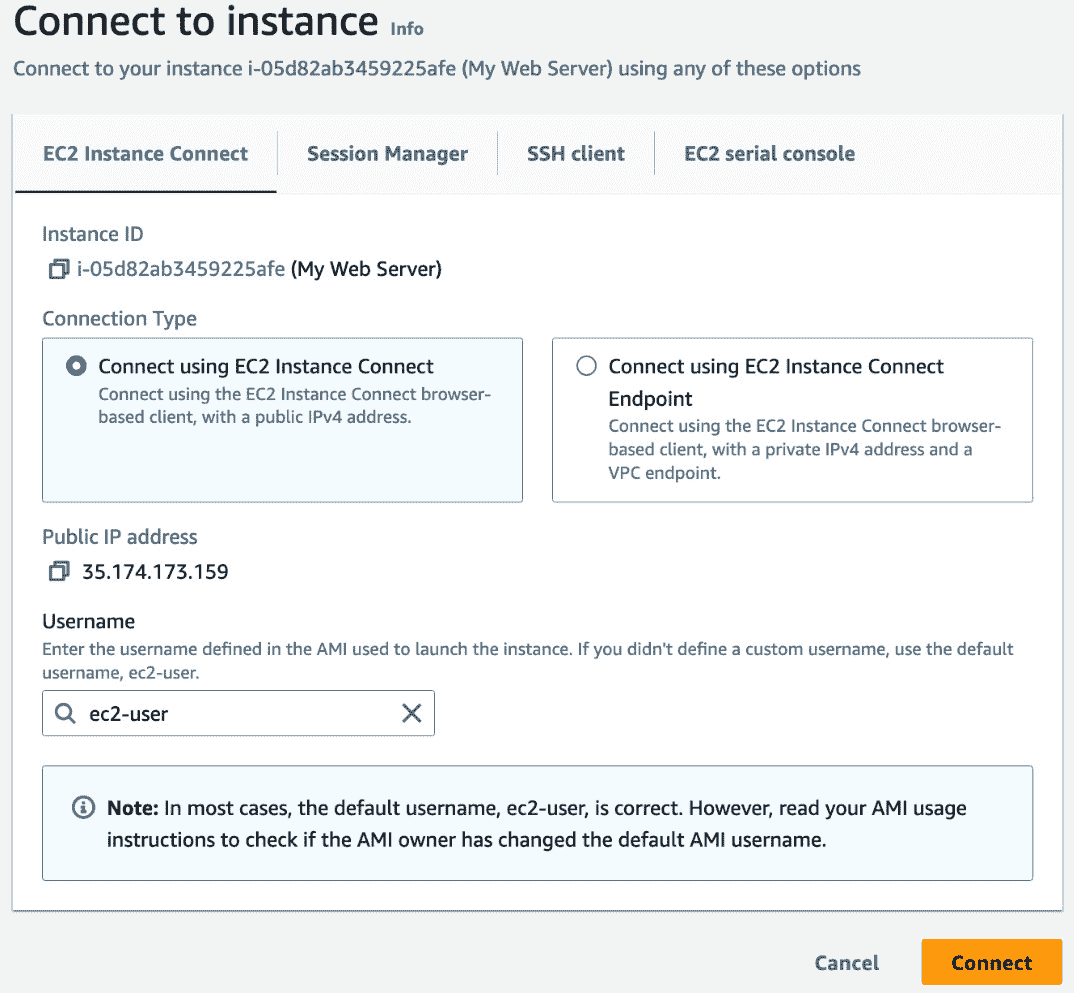 Connect to instance Info
Connect to your instance i-05d82ab3459225afe (My Web Server) using any of these options
EC2 Instance Connect Session Manager SSH client EC2 serial console
Instance ID
i-05d82ab3459225afe (My Web Server)
Connection Type
Connect using EC2 Instance Connect
Connect using the EC2 Instance Connect browser-
based client, with a public IPv4 address.
Connect using EC2 Instance Connect
Endpoint
Connect using the EC2 Instance Connect browser-
based client, with a private IPv4 address and a
VPC endpoint.
Public IP address
35.174.173.159
Username
Enter the username defined in the AMI used to launch the instance. If you didn't define a custom username, use the default
username, ec2-user.
ec2-user
Note: In most cases, the default username, ec2-user, is correct. However, read your AMI usage
instructions to check if the AMI owner has changed the default AMI username.
Cancel Connect